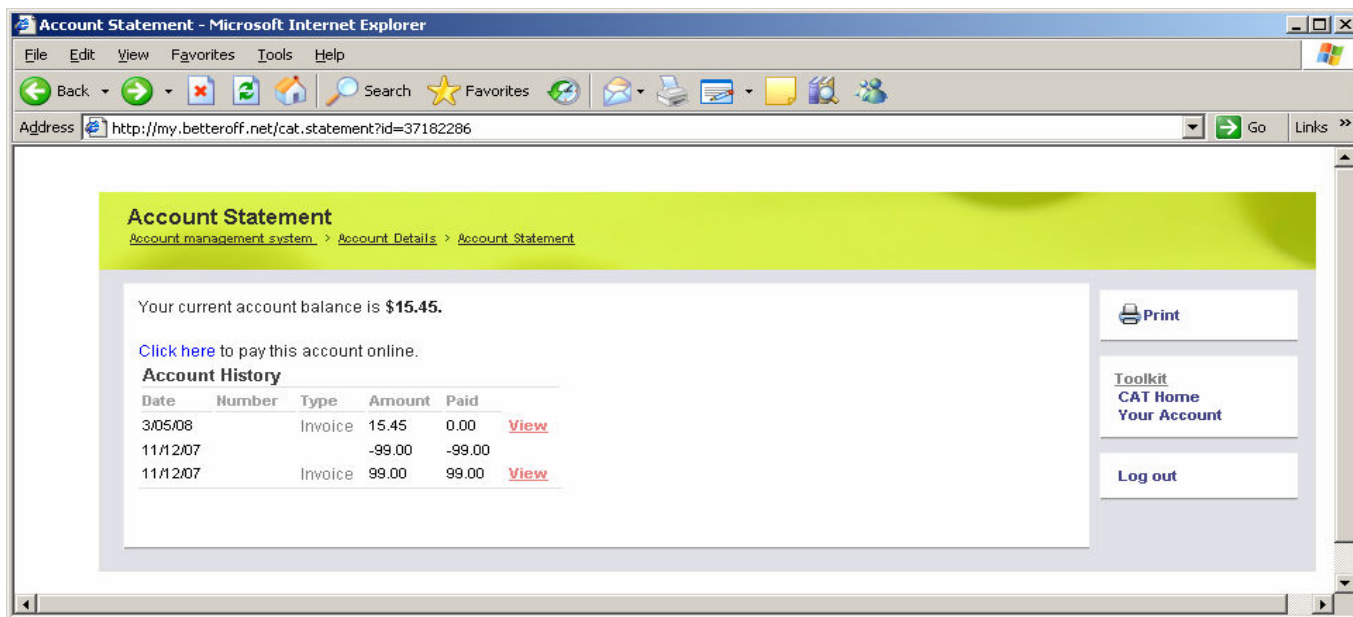 Account Statement - Microsoft Internet Explorer
File Edit View Favorites Tools Help
Back Search Favorites
Address http://my.betteroff.net/cat.statement?id=37182286 Go Links »
Account Statement
Account management system > Account Details > Account Statement
Your current account balance is $15.45.
Click here to pay this account online.
Account History
Date Number Type Amount Paid
3/05/08 Invoice 15.45 0.00 View
11/12/07 -99.00 -99.00
11/12/07 Invoice 99.00 99.00 View
Print
Toolkit
CAT Home
Your Account
Log out